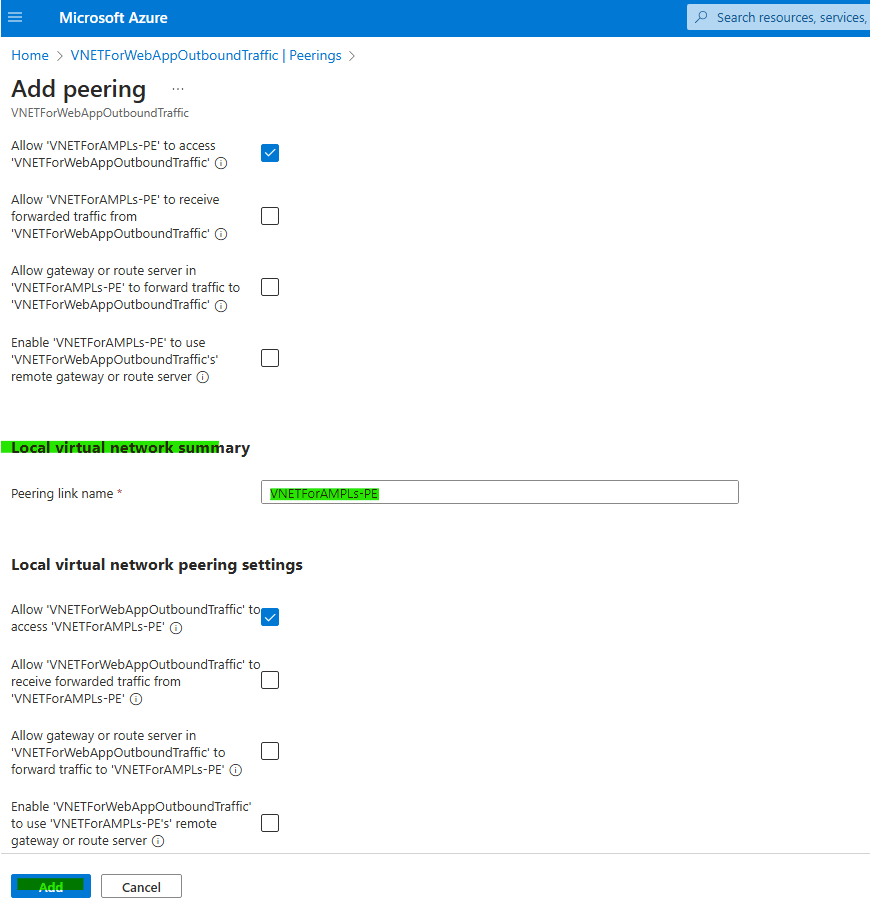 Microsoft Azure
Search resources, services,
Home > VNETForWebAppOutboundTraffic | Peerings >
Add peering ...
VNETForWebAppOutboundTraffic
Allow 'VNETForAMPLs-PE' to access
'VNETForWebAppOutboundTraffic'
Allow 'VNETForAMPLs-PE' to receive
forwarded traffic from
'VNETForWebAppOutboundTraffic'
Allow gateway or route server in
'VNETForAMPLs-PE' to forward traffic to
'VNETForWebAppOutboundTraffic'
Enable 'VNETForAMPLs-PE' to use
'VNETForWebAppOutboundTraffic's'
remote gateway or route server
Local virtual network summary
Peering link name *
VNETForAMPLs-PE
Local virtual network peering settings
Allow 'VNETForWebAppOutboundTraffic' to
access 'VNETForAMPLs-PE'
Allow 'VNETForWebAppOutboundTraffic' to
receive forwarded traffic from
'VNETForAMPLs-PE'
Allow gateway or route server in
'VNETForWebAppOutboundTraffic' to
forward traffic to 'VNETForAMPLs-PE'
Enable 'VNETForWebAppOutboundTraffic'
to use 'VNETForAMPLs-PE's' remote
gateway or route server
Add
Cancel